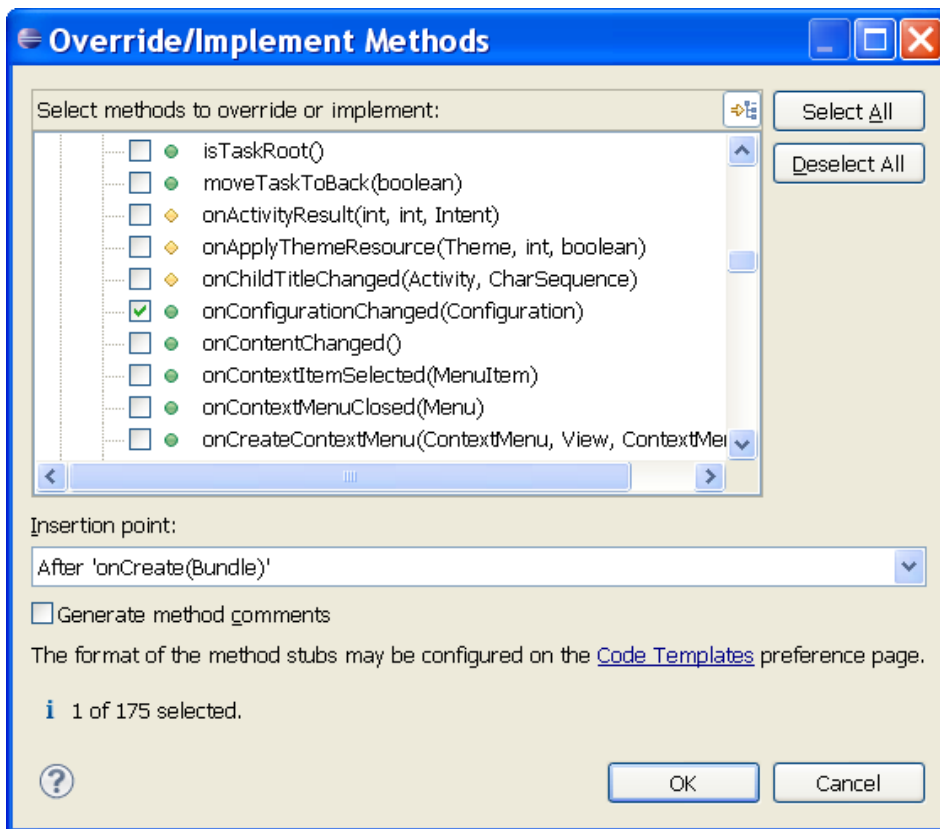 Override/Implement Methods
Select methods to override or implement:
Select All
Deselect All
isTaskRoot()
moveTaskToBack(boolean)
onActivityResult(int, int, Intent)
onApplyThemeResource(Theme, int, boolean)
onChildTitleChanged(Activity, CharSequence)
onConfigurationChanged(Configuration)
onContentChanged()
onContextItemSelected(MenuItem)
onContextMenuClosed(Menu)
onCreateContextMenu(ContextMenu, View, ContextMe
Insertion point:
After 'onCreate(Bundle)'
Generate method comments
The format of the method stubs may be configured on the Code Templates preference page.
i 1 of 175 selected.
?
OK
Cancel